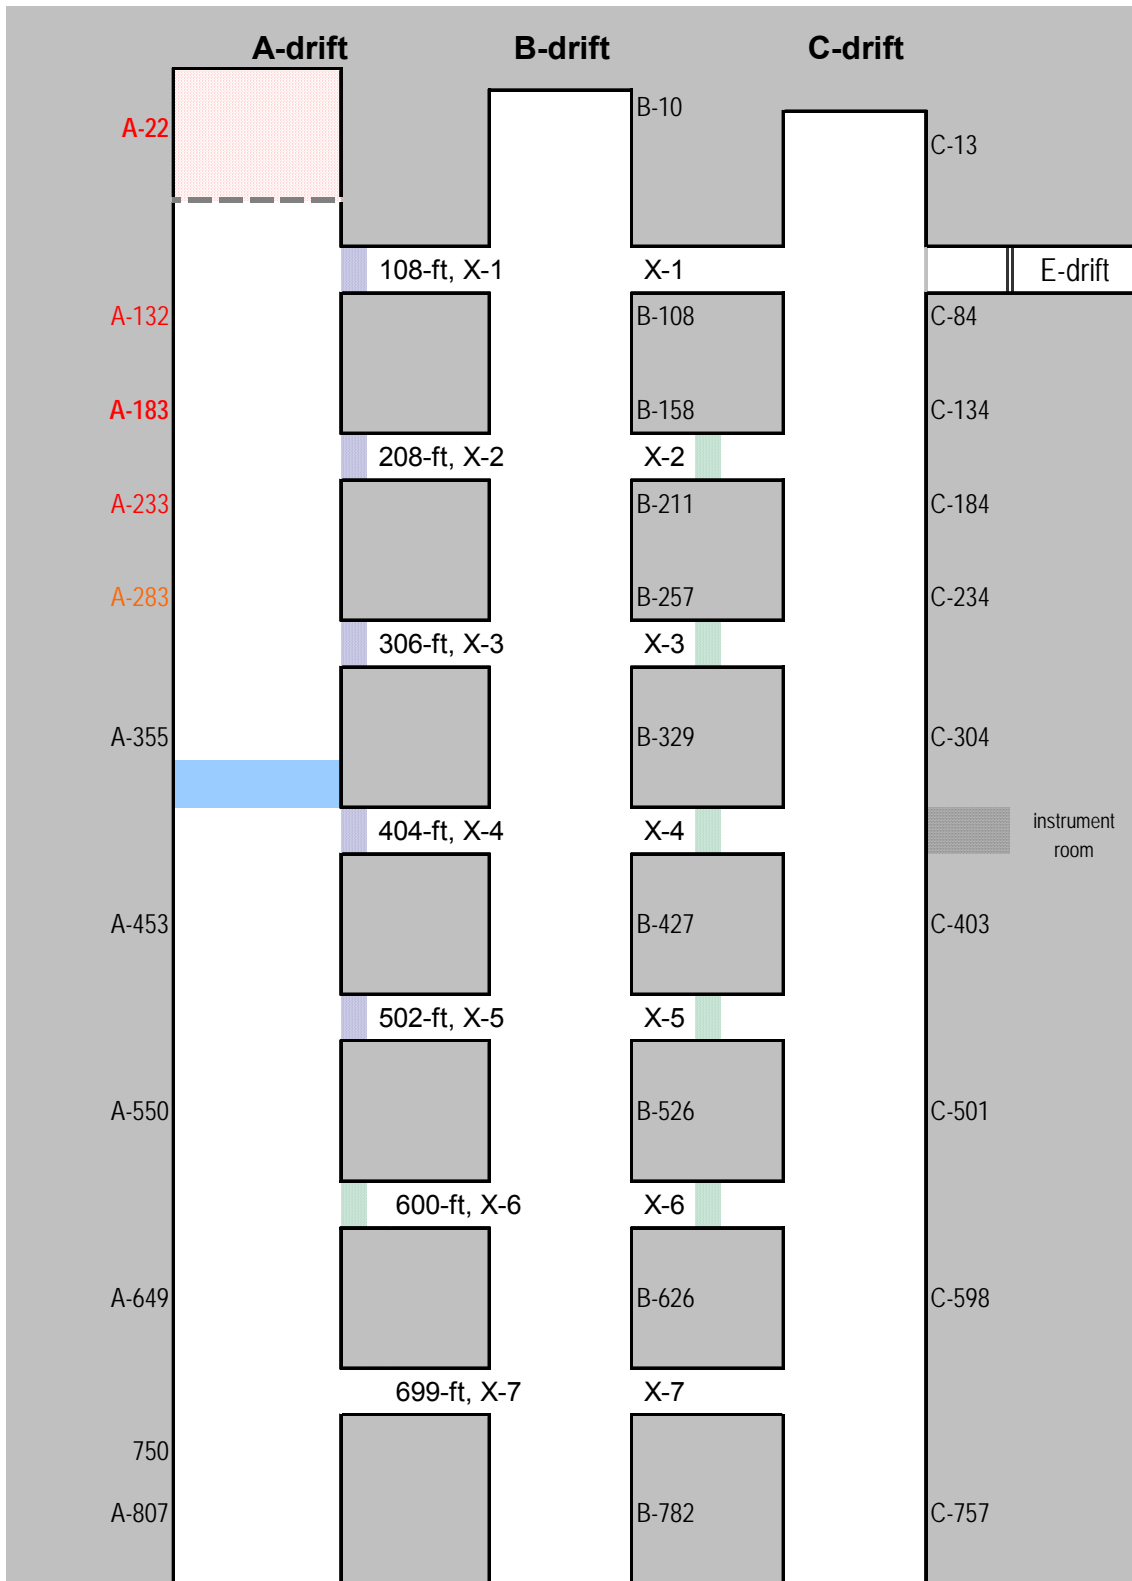 A-drift B-drift C-drift
A-22 B-10 C-13
108-ft, X-1 X-1 E-drift
A-132 B-108 C-84
A-183 B-158 C-134
208-ft, X-2 X-2
A-233 B-211 C-184
A-283 B-257 C-234
306-ft, X-3 X-3
A-355 B-329 C-304
404-ft, X-4 X-4 instrument
room
A-453 B-427 C-403
502-ft, X-5 X-5
A-550 B-526 C-501
600-ft, X-6 X-6
A-649 B-626 C-598
699-ft, X-7 X-7
750
A-807 B-782 C-757